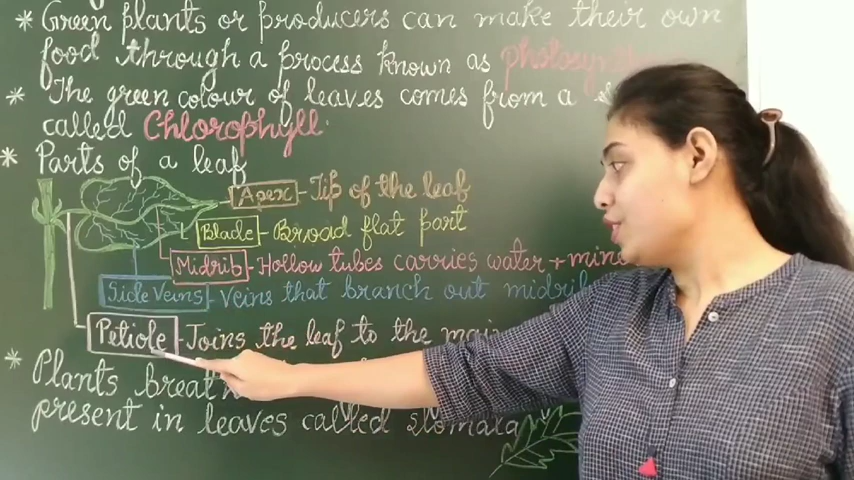 * Green plants or producers can make their own
food through a process known as
* The green colour of leaves comes from a
called Chlorophyll.
* Parts of a leaf
Apex - Tip of the leaf
Blade - Broad flat part
Midrib - Hollow tubes carries water +
Side Veins - Veins that branch out midrib
Petiole - Joins the leaf to the
* Plants
present in leaves called stomata